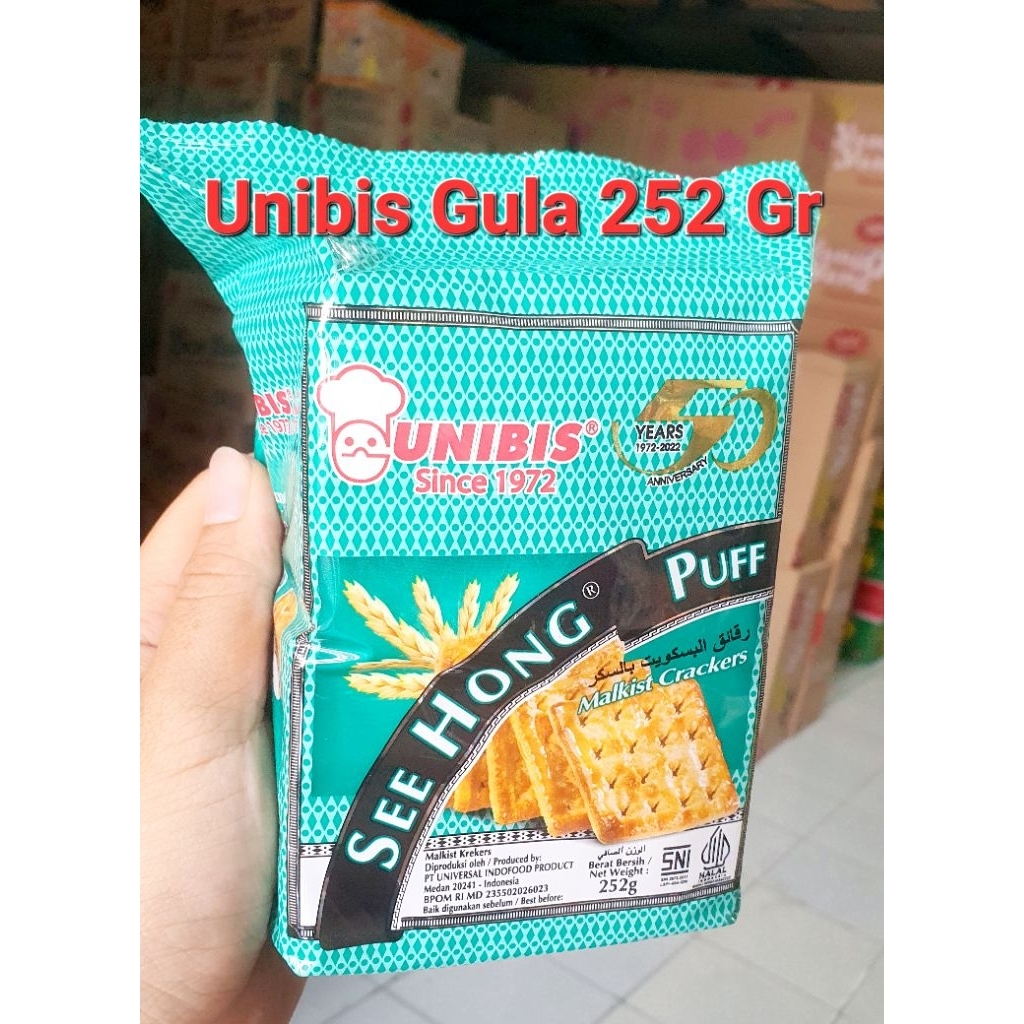 Unibis Gula 252 Gr
UNIBIS®
Since 1972
50
YEARS
1972-2022
ANNIVERSARY
SEE HONG® PUFF
رقائق البسكويت بالسكر
Malkist Crackers
Malkist Krekers
Diproduksi oleh / Produced by:
PT UNIVERSAL INDOFOOD PRODUCT
Medan 20241 - Indonesia
BPOM RI MD 235502026023
Baik digunakan sebelum / Best before:
الوزن الصافي
Berat Bersih /
Net Weight :
252g
SNI
HALAL